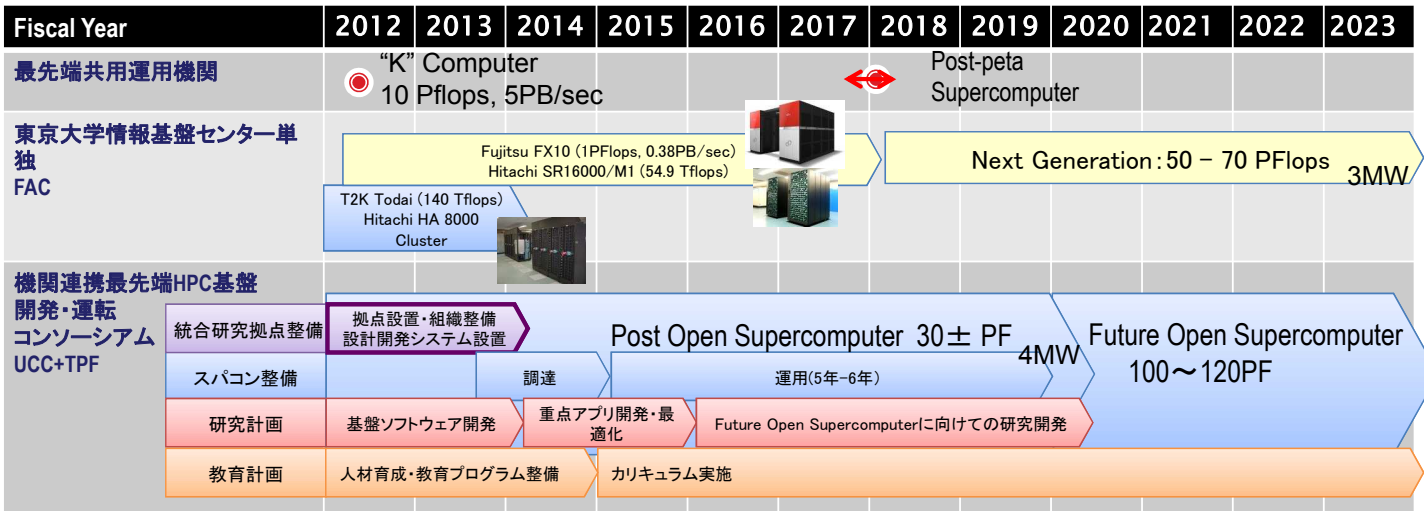 Fiscal Year 2012 2013 2014 2015 2016 2017 2018 2019 2020 2021 2022 2023
最先端共用運用機関
“K” Computer
10 Pflops, 5PB/sec
Post-peta
Supercomputer
東京大学情報基盤センター単
独
FAC
Fujitsu FX10 (1PFlops, 0.38PB/sec)
Hitachi SR16000/M1 (54.9 Tflops)
Next Generation:50 – 70 PFlops
3MW
T2K Todai (140 Tflops)
Hitachi HA 8000
Cluster
機関連携最先端HPC基盤
開発・運転
コンソーシアム
UCC+TPF
統合研究拠点整備
拠点設置・組織整備
設計開発システム設置
Post Open Supercomputer 30± PF
4MW
Future Open Supercomputer
100～120PF
スパコン整備
調達
運用(5年-6年)
研究計画
基盤ソフトウェア開発
重点アプリ開発・最
適化
Future Open Supercomputerに向けての研究開発
教育計画
人材育成・教育プログラム整備
カリキュラム実施